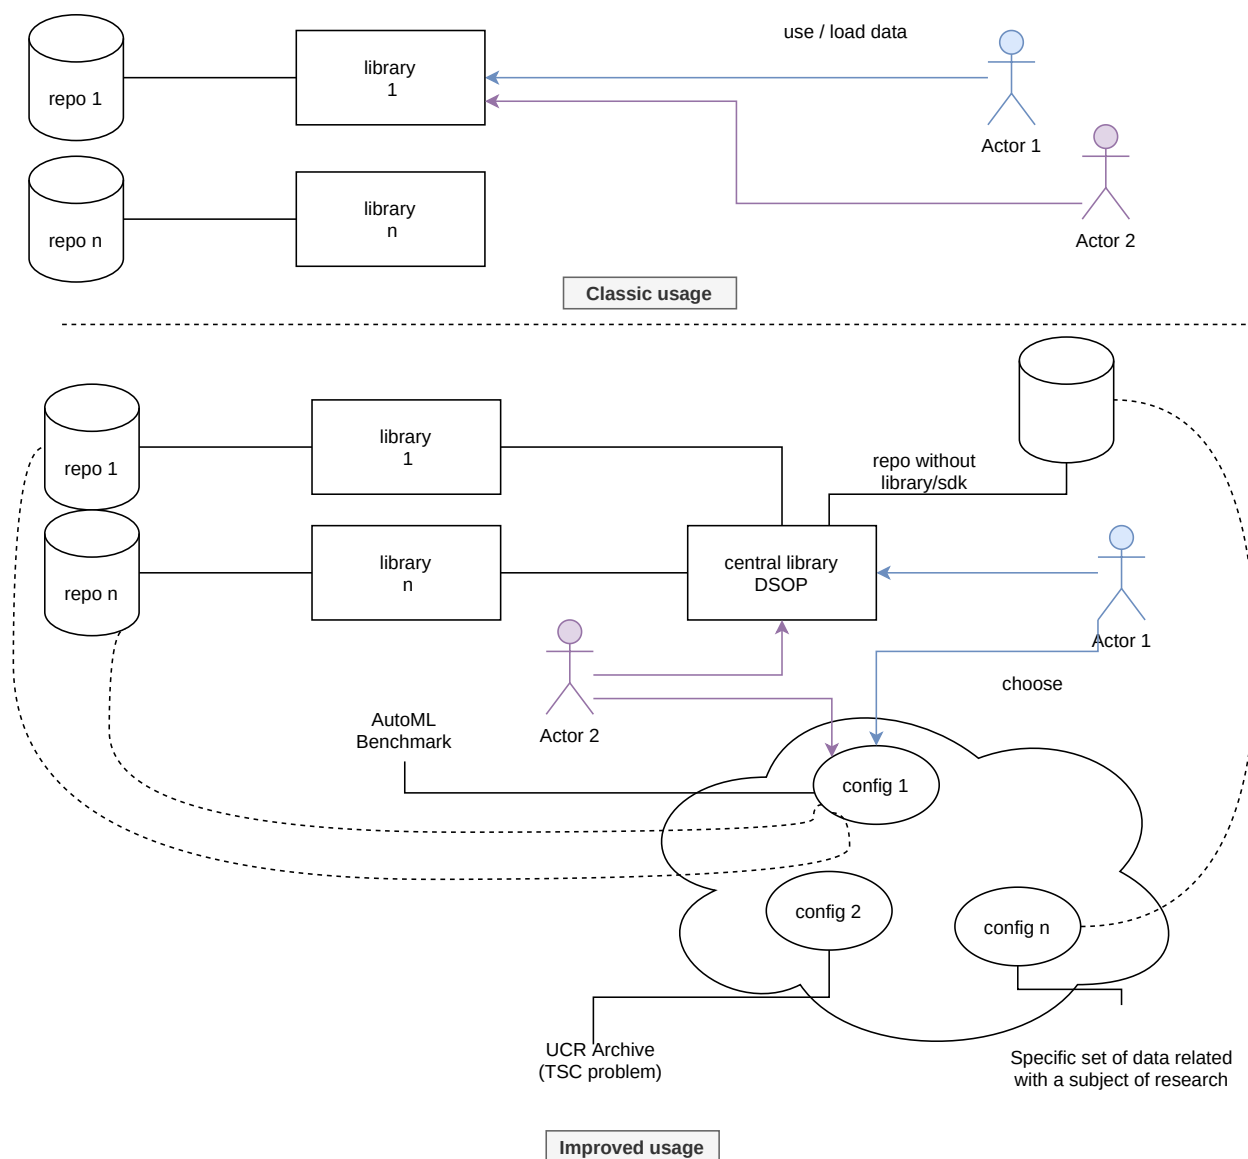 use / load data
repo 1
library
1
Actor 1
repo n
library
n
Actor 2
Classic usage
repo 1
library
1
repo without
library/sdk
repo n
library
n
central library
DSOP
Actor 1
choose
Actor 2
AutoML
Benchmark
config 1
config 2
config n
UCR Archive
(TSC problem)
Specific set of data related
with a subject of research
Improved usage